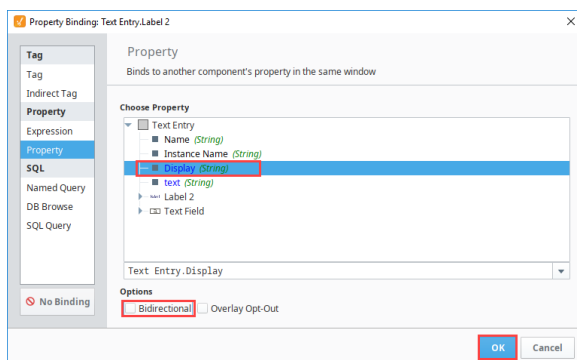 Property Binding: Text Entry.Label 2
Tag
Tag
Indirect Tag
Property
Expression
Property
SQL
Named Query
DB Browse
SQL Query
No Binding
Property
Binds to another component's property in the same window
Choose Property
Text Entry
Name (String)
Instance Name (String)
Display (String)
text (String)
Label 2
Text Field
Text Entry.Display
Options
Bidirectional Overlay Opt-Out
OK Cancel